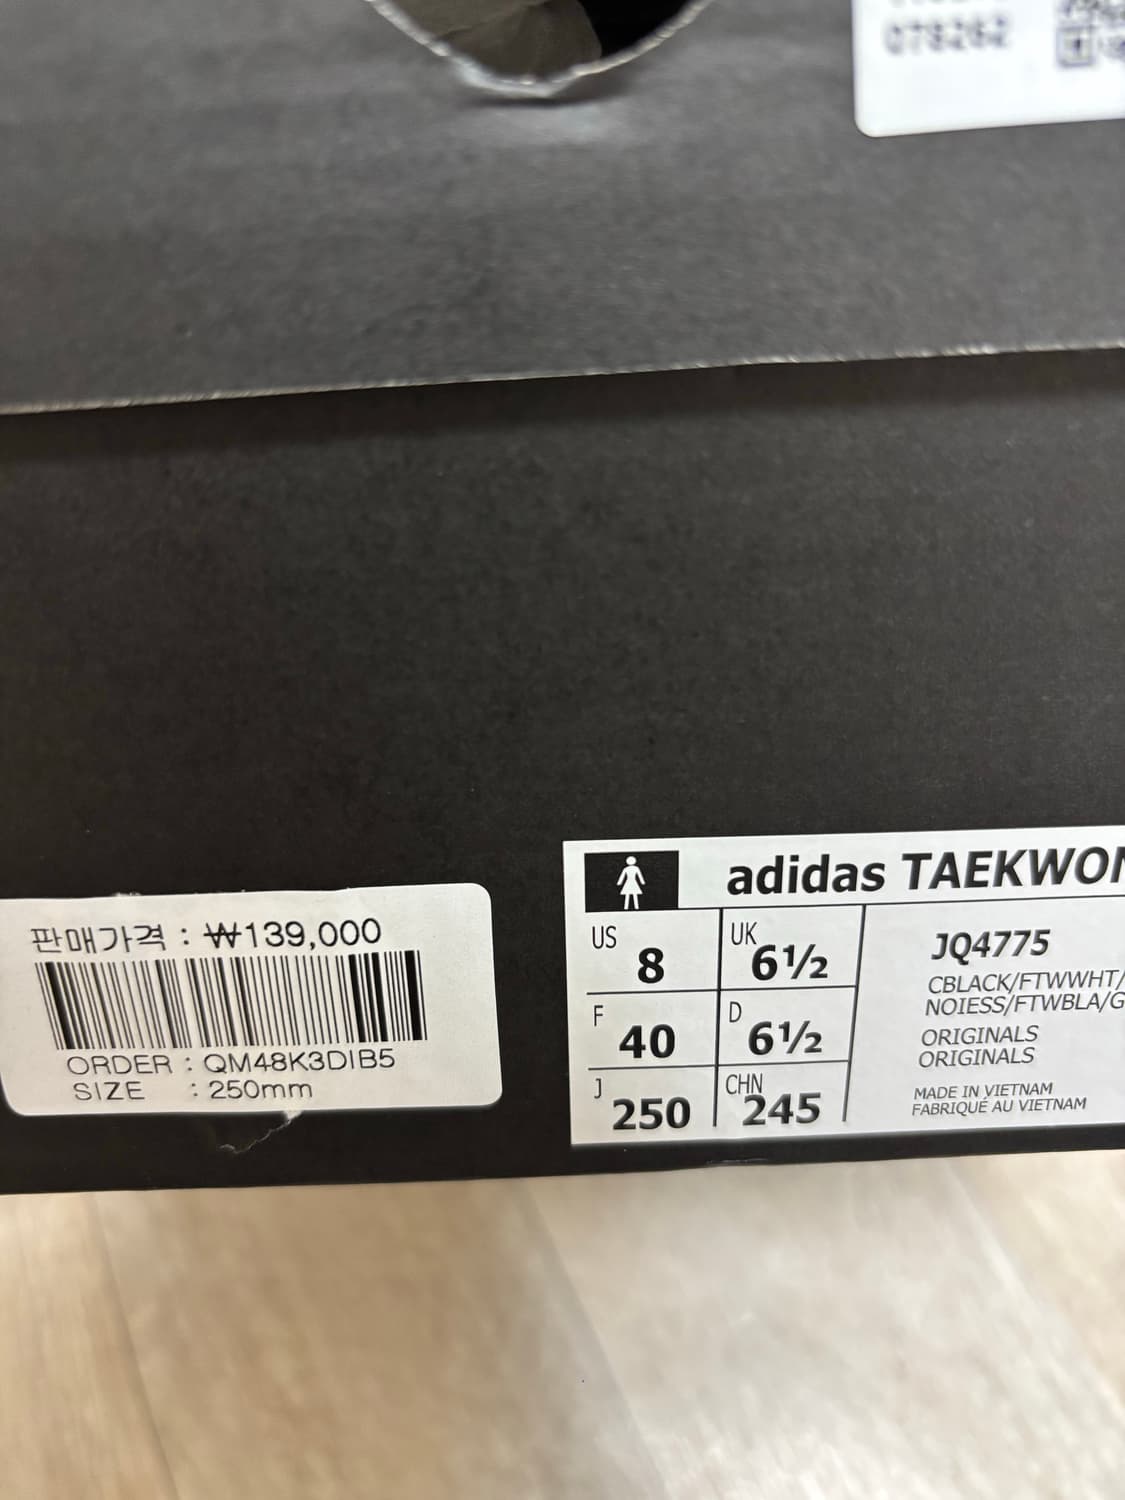 078262
판매가격 : ₩139,000
ORDER : QM48K3DIB5
SIZE : 250mm
adidas
US 8
UK 6½
F 40
D 6½
J 250
CHN 245
JQ4775
CBLACK/FTWWHT/
NOIESS/FTWBLA/G
ORIGINALS
ORIGINALS
MADE IN VIETNAM
FABRIQUÉ AU VIETNAM